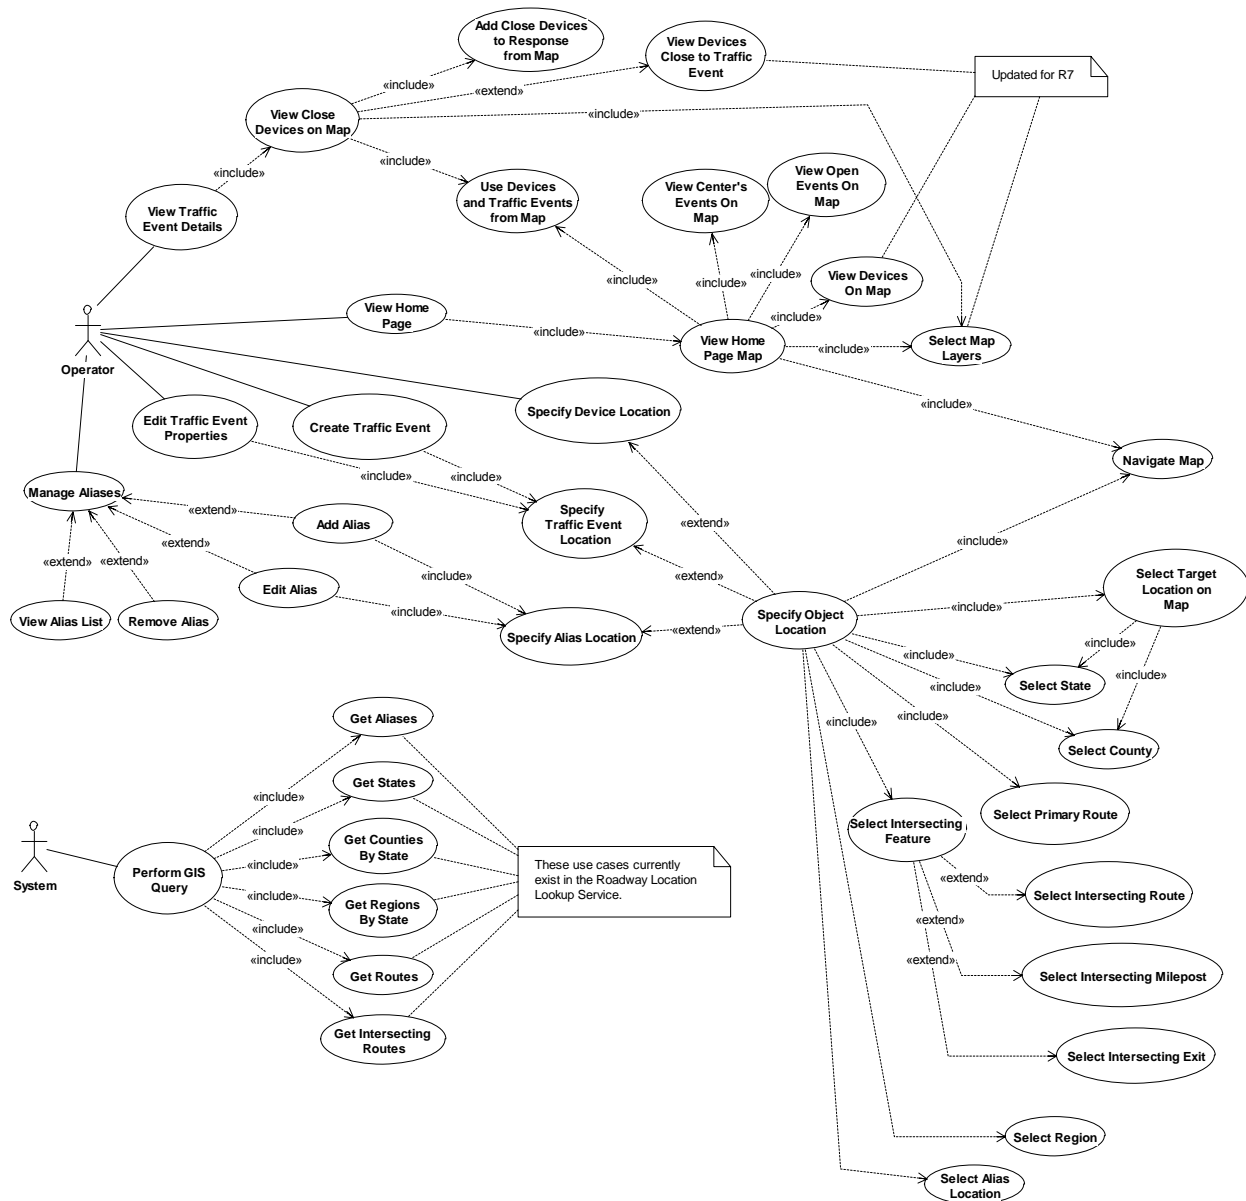 Add Close Devices
to Response
from Map
View Devices
Close to Traffic
Event
Updated for R7
«include»
«extend»
View Close
Devices on Map
«include»
«include»
«include»
Use Devices
and Traffic Events
from Map
View Center's
Events On
Map
View Open
Events On
Map
View Traffic
Event Details
«include»
«include»
«include»
View Devices
On Map
View Home
Page
«include»
«include»
View Home
Page Map
«include»
Select Map
Layers
Operator
«include»
Specify Device Location
Edit Traffic Event
Properties
Create Traffic Event
Navigate Map
«include»
«include»
Manage Aliases
«extend»
Add Alias
Specify
Traffic Event
Location
«extend»
«extend»
«include»
«extend»
«extend»
«extend»
«include»
Select Target
Location on
Map
Edit Alias
«include»
«include»
View Alias List
Remove Alias
Specify Alias Location
«extend»
Specify Object
Location
«include»
«include»
«include»
Select State
«include»
Get Aliases
«include»
«include»
Select County
«include»
Get States
«include»
Select Intersecting
Feature
Select Primary Route
System
Perform GIS
Query
«include»
Get Counties
By State
These use cases currently
exist in the Roadway Location
Lookup Service.
«include»
Get Regions
By State
«extend»
Select Intersecting Route
«include»
«extend»
«include»
«extend»
Get Routes
Select Intersecting Milepost
Get Intersecting
Routes
Select Intersecting Exit
Select Region
Select Alias
Location